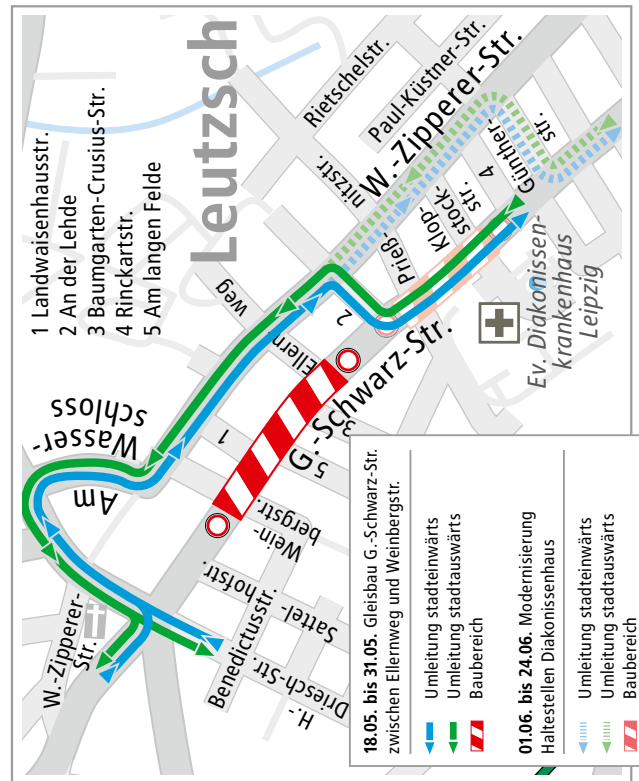 1 Landwaisenhausstr.
2 An der Lehde
3 Baumgarten-Crusius-Str.
4 Rinckartstr.
5 Am langen Felde
Leutzsch
Rietschelstr.
Paul-Küstner-Str.
W.-Zipperer-Str.
nitzstr.
Prieß-
Klop-
stock-
str.
4
Günther
str.
weg
Ellern
2
G.-Schwarz-Str.
Ev. Diakonissen-
krankenhaus
Leipzig
Am
Wasser-
schloss
1
5
3
Wein-
bergstr.
Sattel-
hofstr.
Benedictusstr.
H.-
Driesch-Str.
W.-Zipperer-
Str.
18.05. bis 31.05. Gleisbau G.-Schwarz-Str.
zwischen Ellernweg und Weinbergstr.
Umleitung stadteinwärts
Umleitung stadtauswärts
Baubereich
01.06. bis 24.06. Modernisierung
Haltestellen Diakonissenhaus
Umleitung stadteinwärts
Umleitung stadtauswärts
Baubereich